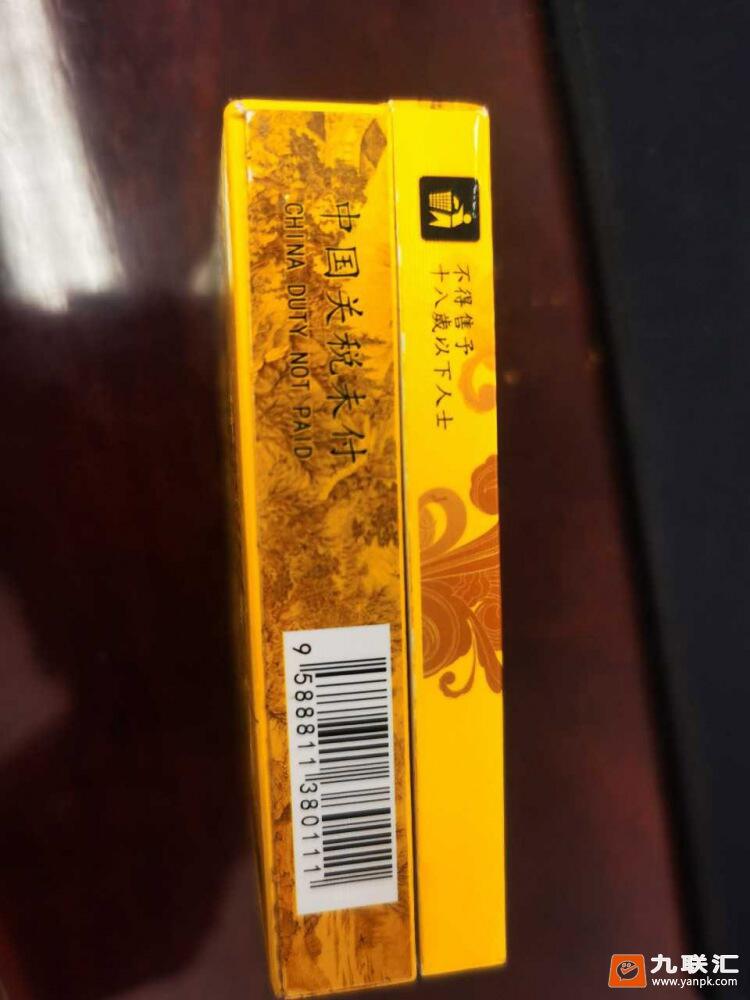 中国关税未付
CHINA DUTY NOT PAID
不得售予
十八歲以下人士
9 588811 380111
九联汇
www.yanpk.com